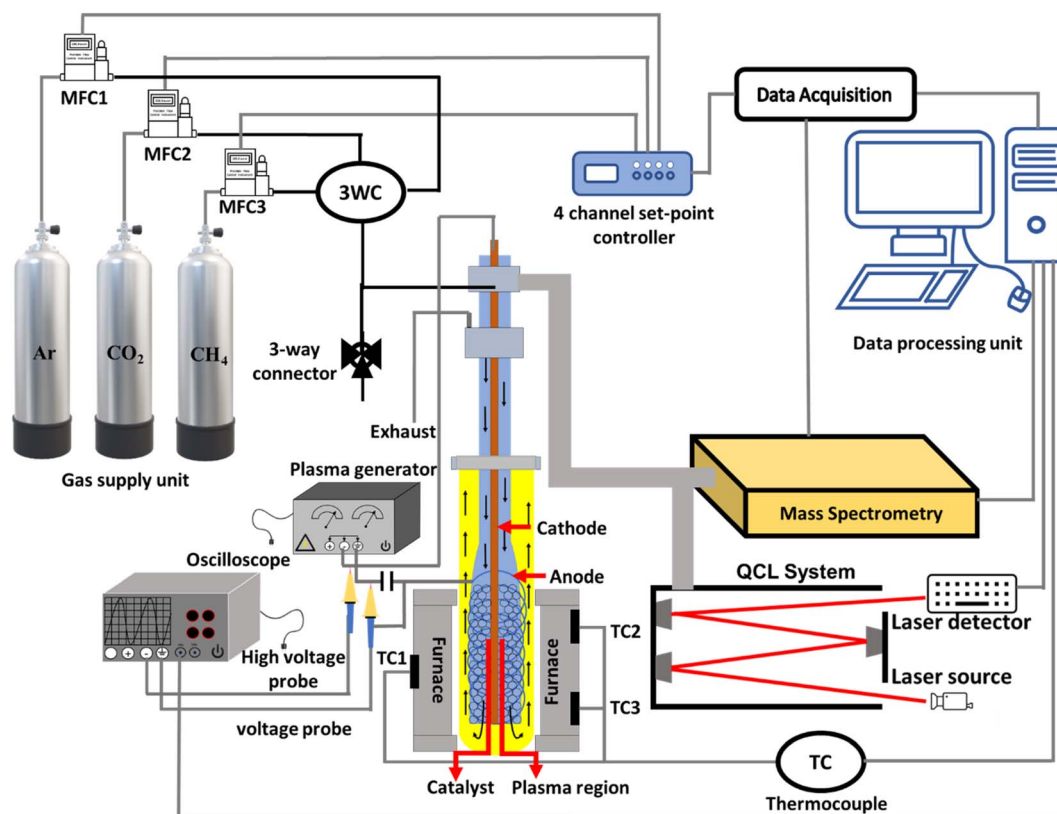 MFC1
MFC2
MFC3
3WC
Data Acquisition
4 channel set-point
controller
Ar
CO₂
CH₄
Gas supply unit
3-way
connector
Exhaust
Data processing unit
Plasma generator
Oscilloscope
Cathode
Anode
Mass Spectrometry
QCL System
Laser detector
Laser source
High voltage
probe
voltage probe
TC1
Furnace
Furnace
TC2
TC3
Catalyst
Plasma region
TC
Thermocouple